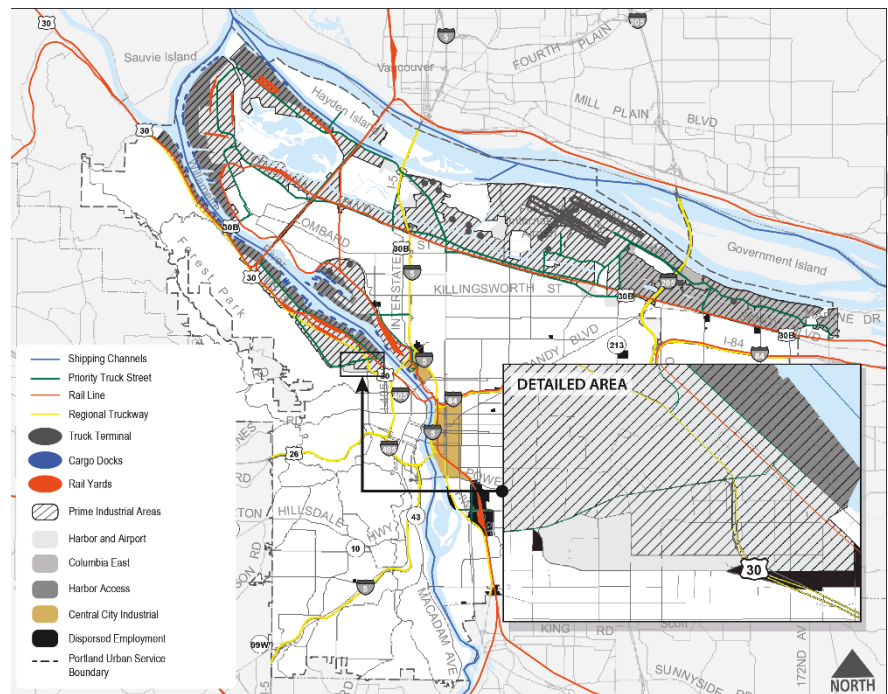 30
Sauvie Island
5
205
Vancouver
FOURTH PLAIN
MILL PLAIN BLVD
Hayden Island
30
I-5
30B
LOMBARD
ST
30B
30
INTERSTATE
5
KILLINGSWORTH ST
Government Island
205
30B
30B
Forest Park
213
I-84
84
30
5
405
84
5
405
26
HILLSDALE
HWY
43
10
5
MACADAM AVE
99W
I-5
KING RD
SUNNYSIDE
172ND AV
DETAILED AREA
30
Shipping Channels
Priority Truck Street
Rail Line
Regional Truckway
Truck Terminal
Cargo Docks
Rail Yards
Prime Industrial Areas
Harbor and Airport
Columbia East
Harbor Access
Central City Industrial
Dispersed Employment
Portland Urban Service
Boundary
NORTH